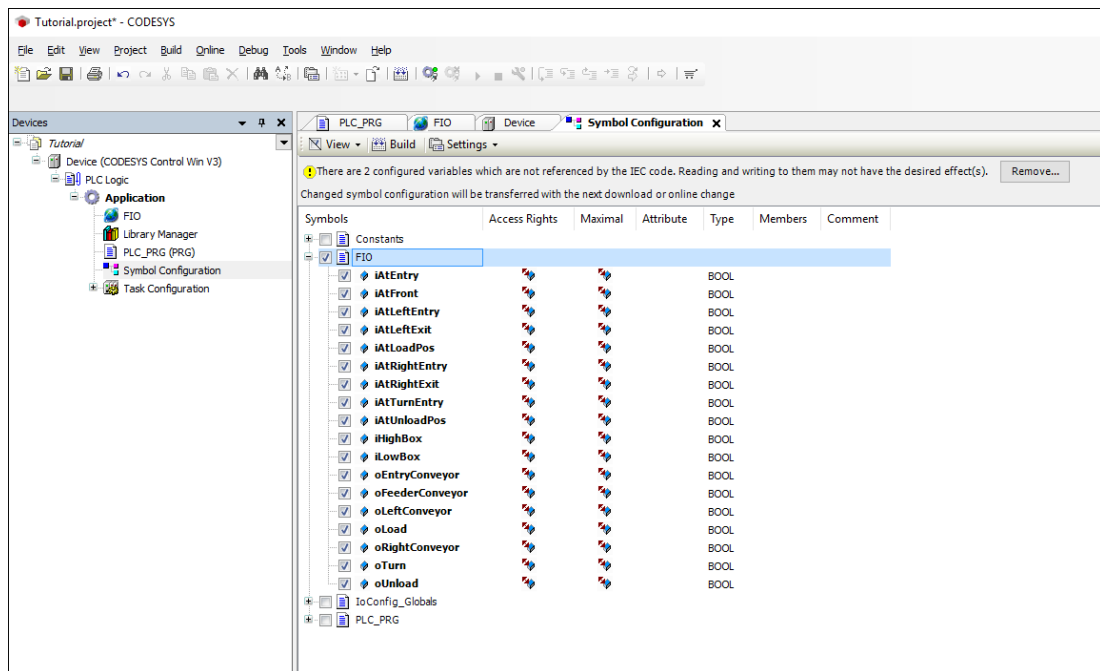 Tutorial.project* - CODESYS
File Edit View Project Build Online Debug Tools Window Help
Devices
PLC_PRG FIO Device Symbol Configuration
Tutorial
Device (CODESYS Control Win V3)
PLC Logic
Application
FIO
Library Manager
PLC_PRG (PRG)
Symbol Configuration
Task Configuration
View Build Settings
There are 2 configured variables which are not referenced by the IEC code. Reading and writing to them may not have the desired effect(s). Remove...
Changed symbol configuration will be transferred with the next download or online change
Symbols Access Rights Maximal Attribute Type Members Comment
Constants
FIO
iAtEntry BOOL
iAtFront BOOL
iAtLeftEntry BOOL
iAtLeftExit BOOL
iAtLoadPos BOOL
iAtRightEntry BOOL
iAtRightExit BOOL
iAtTurnEntry BOOL
iAtUnloadPos BOOL
iHighBox BOOL
iLowBox BOOL
oEntryConveyor BOOL
oFeederConveyor BOOL
oLeftConveyor BOOL
oLoad BOOL
oRightConveyor BOOL
oTurn BOOL
oUnload BOOL
IoConfig_Globals
PLC_PRG